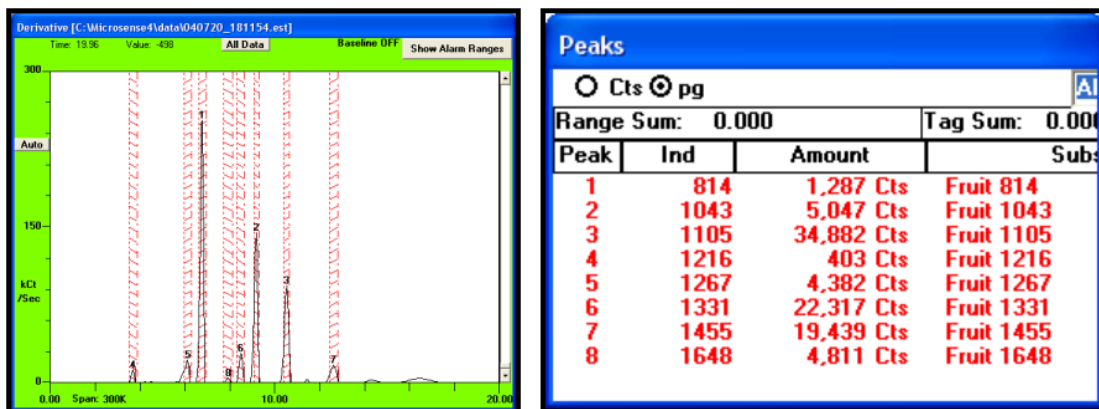 Derivative [C:\Microsense4\data\040720_181154.est]
Time: 19.96 Value: -498 All Data Baseline OFF Show Alarm Ranges
300
Auto
1
150
2
kCt
/Sec
3
6
5
4
7
8
0
0.00 Span: 300K 10.00 20.00
Peaks
Cts pg Al
Range Sum: 0.000 Tag Sum: 0.000
Peak Ind Amount Subs
1 814 1,287 Cts Fruit 814
2 1043 5,047 Cts Fruit 1043
3 1105 34,882 Cts Fruit 1105
4 1216 403 Cts Fruit 1216
5 1267 4,382 Cts Fruit 1267
6 1331 22,317 Cts Fruit 1331
7 1455 19,439 Cts Fruit 1455
8 1648 4,811 Cts Fruit 1648